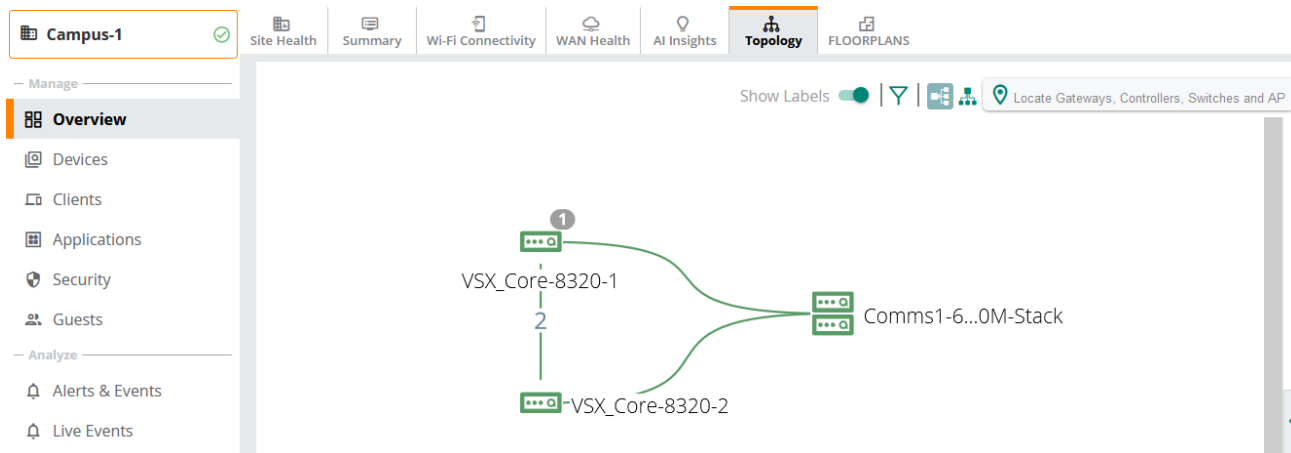 Campus-1
Manage
Overview
Devices
Clients
Applications
Security
Guests
Analyze
Alerts & Events
Live Events
Site Health
Summary
Wi-Fi Connectivity
WAN Health
AI Insights
Topology
FLOORPLANS
Show Labels
Locate Gateways, Controllers, Switches and AP
1
VSX_Core-8320-1
2
VSX_Core-8320-2
Comms1-6...0M-Stack